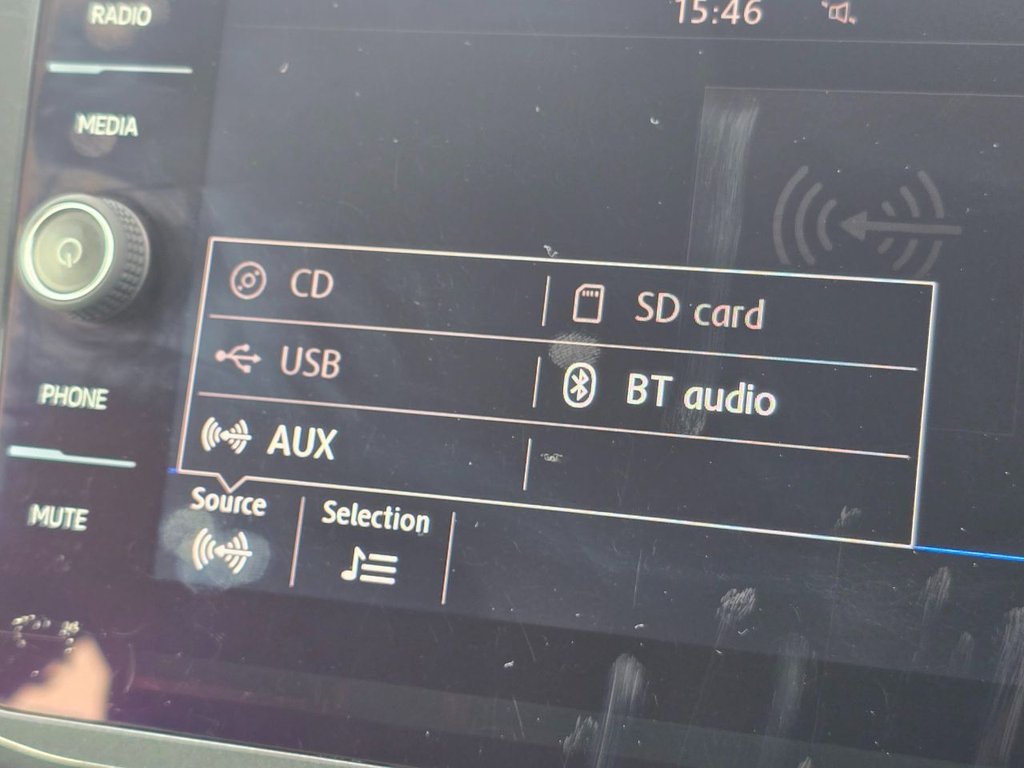 RADIO
15:46
MEDIA
CD
SD card
USB
BT audio
PHONE
AUX
Source
Selection
MUTE